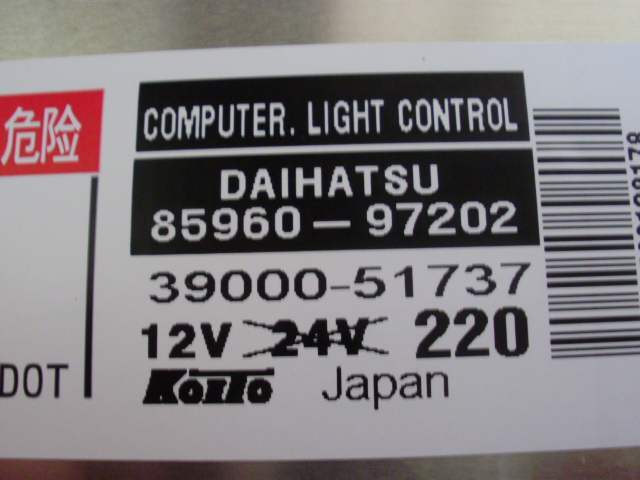 危险
COMPUTER. LIGHT CONTROL
DAIHATSU
85960-97202
39000-51737
12V 24V 220
DOT
KOITO Japan